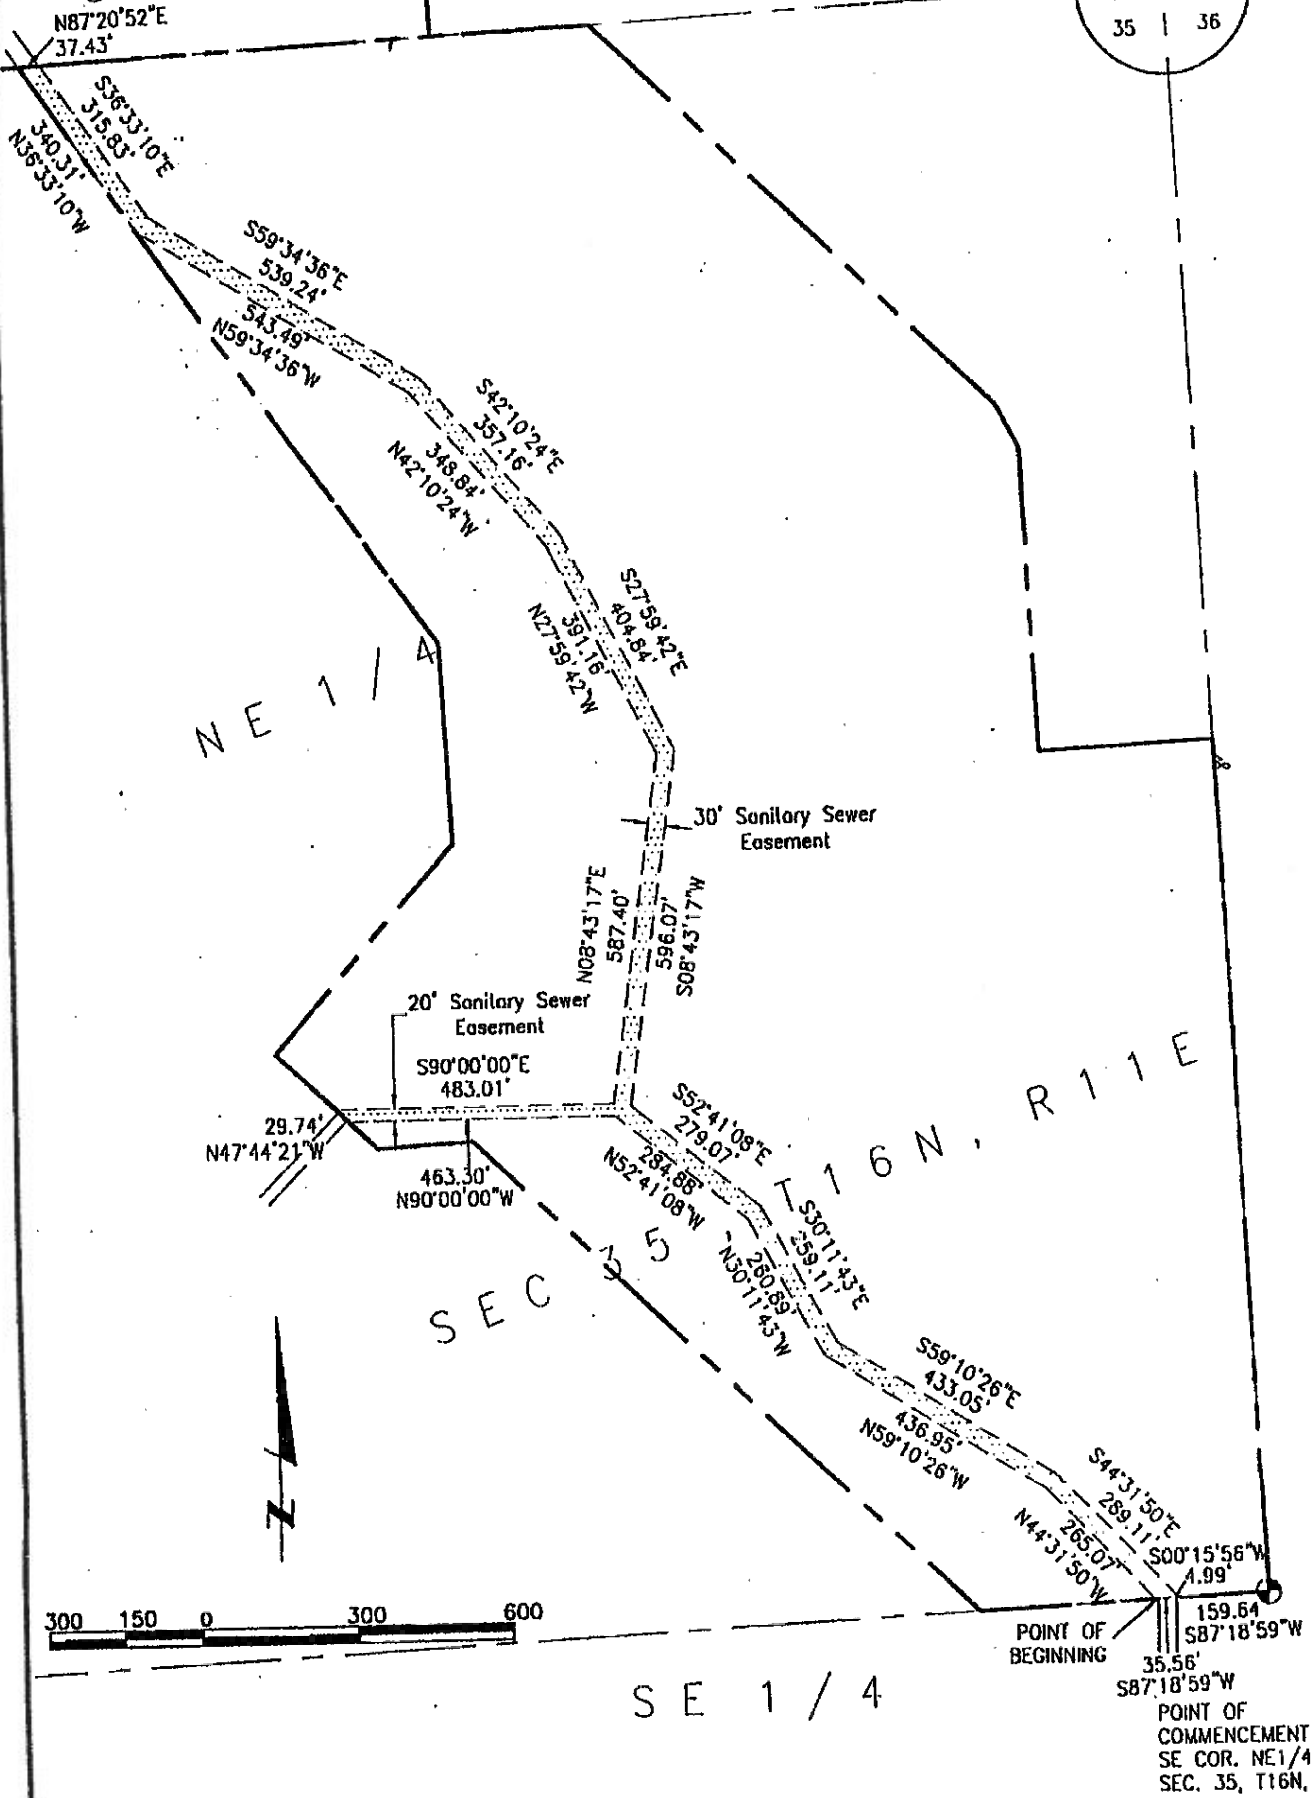 N87°20'52"E
37.43'
35 36
S36°33'10"E
315.83'
340.31'
N36°33'10"W
S59°34'36"E
539.24'
543.49'
N59°34'36"W
S42°10'24"E
357.16'
348.84'
N42°10'24"W
S27°59'42"E
404.84'
391.16'
N27°59'42"W
NE 1/4
30' Sanitary Sewer
Easement
N08°43'17"E
587.40'
596.07'
S08°43'17"W
20' Sanitary Sewer
Easement
S90°00'00"E
483.01'
29.74'
N47°44'21"W
463.30'
N90°00'00"W
S52°41'08"E
279.07'
284.88'
N52°41'08"W
SEC 35
T16N, R11E
S30°11'43"E
259.11'
260.89'
N30°11'43"W
S59°10'26"E
433.05'
436.95'
N59°10'26"W
S44°31'50"E
289.11'
265.07'
N44°31'50"W
S00°15'56"W
4.99'
159.64
S87°18'59"W
POINT OF
BEGINNING
35.56'
S87°18'59"W
Z
300 150 0 300 600
SE 1/4
POINT OF
COMMENCEMENT
SE COR. NE1/4
SEC. 35, T16N,